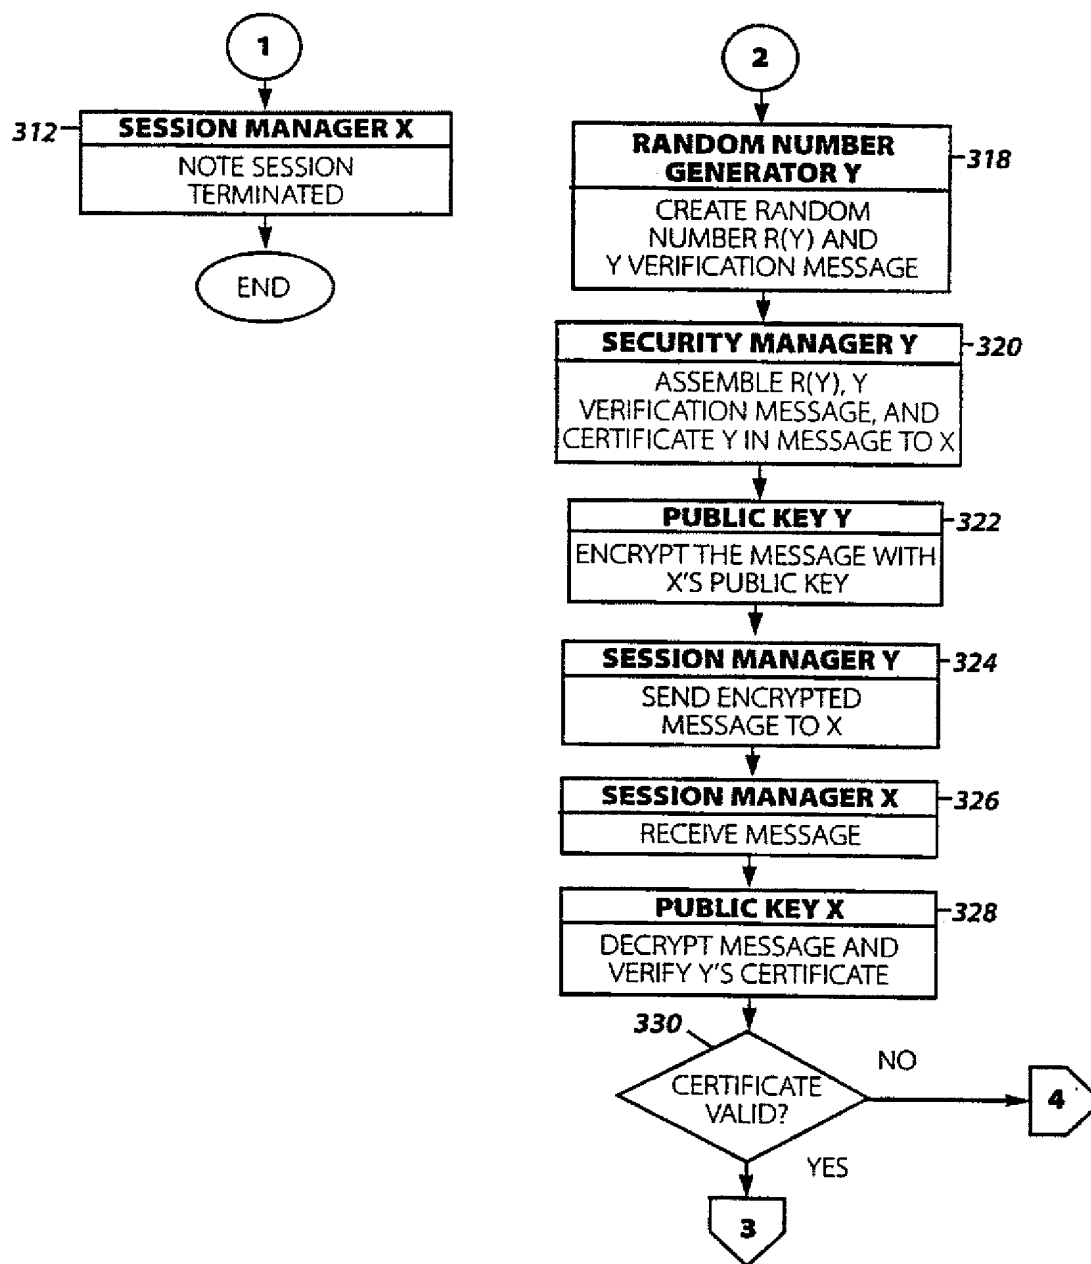 1
312
SESSION MANAGER X
NOTE SESSION
TERMINATED
END
2
RANDOM NUMBER
GENERATOR Y
318
CREATE RANDOM
NUMBER R(Y) AND
Y VERIFICATION MESSAGE
SECURITY MANAGER Y
320
ASSEMBLE R(Y), Y
VERIFICATION MESSAGE, AND
CERTIFICATE Y IN MESSAGE TO X
PUBLIC KEY Y
322
ENCRYPT THE MESSAGE WITH
X'S PUBLIC KEY
SESSION MANAGER Y
324
SEND ENCRYPTED
MESSAGE TO X
SESSION MANAGER X
326
RECEIVE MESSAGE
PUBLIC KEY X
328
DECRYPT MESSAGE AND
VERIFY Y'S CERTIFICATE
330
CERTIFICATE
VALID?
NO
4
YES
3